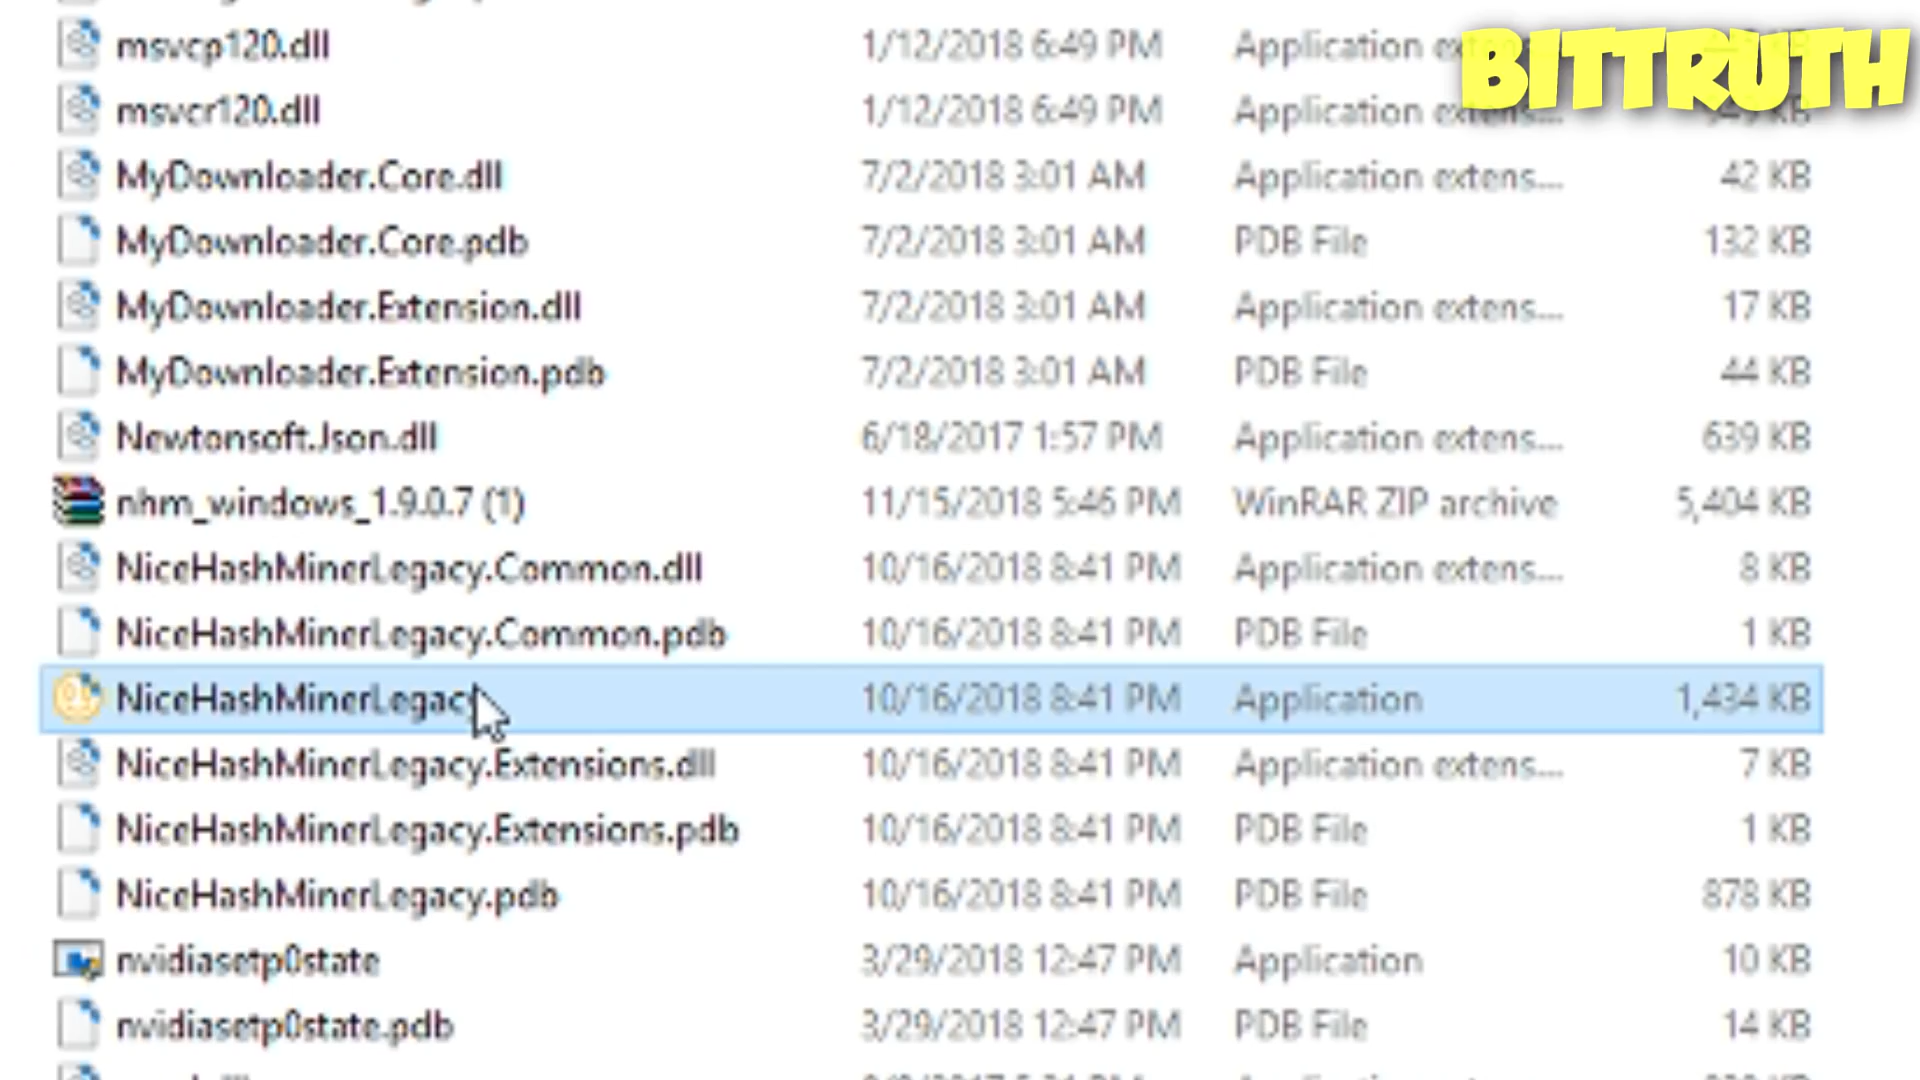 msvcp120.dll 1/12/2018 6:49 PM Application KB
BITTRUTH
msvcr120.dll 1/12/2018 6:49 PM Application extens... 949 KB
MyDownloader.Core.dll 7/2/2018 3:01 AM Application extens... 42 KB
MyDownloader.Core.pdb 7/2/2018 3:01 AM PDB File 132 KB
MyDownloader.Extension.dll 7/2/2018 3:01 AM Application extens... 17 KB
MyDownloader.Extension.pdb 7/2/2018 3:01 AM PDB File 44 KB
Newtonsoft.Json.dll 6/18/2017 1:57 PM Application extens... 639 KB
nhm_windows_1.9.0.7 (1) 11/15/2018 5:46 PM WinRAR ZIP archive 5,404 KB
NiceHashMinerLegacy.Common.dll 10/16/2018 8:41 PM Application extens... 8 KB
NiceHashMinerLegacy.Common.pdb 10/16/2018 8:41 PM PDB File 1 KB
NiceHashMinerLegacy 10/16/2018 8:41 PM Application 1,434 KB
NiceHashMinerLegacy.Extensions.dll 10/16/2018 8:41 PM Application extens... 7 KB
NiceHashMinerLegacy.Extensions.pdb 10/16/2018 8:41 PM PDB File 1 KB
NiceHashMinerLegacy.pdb 10/16/2018 8:41 PM PDB File 878 KB
nvidiasetp0state 3/29/2018 12:47 PM Application 10 KB
nvidiasetp0state.pdb 3/29/2018 12:47 PM PDB File 14 KB